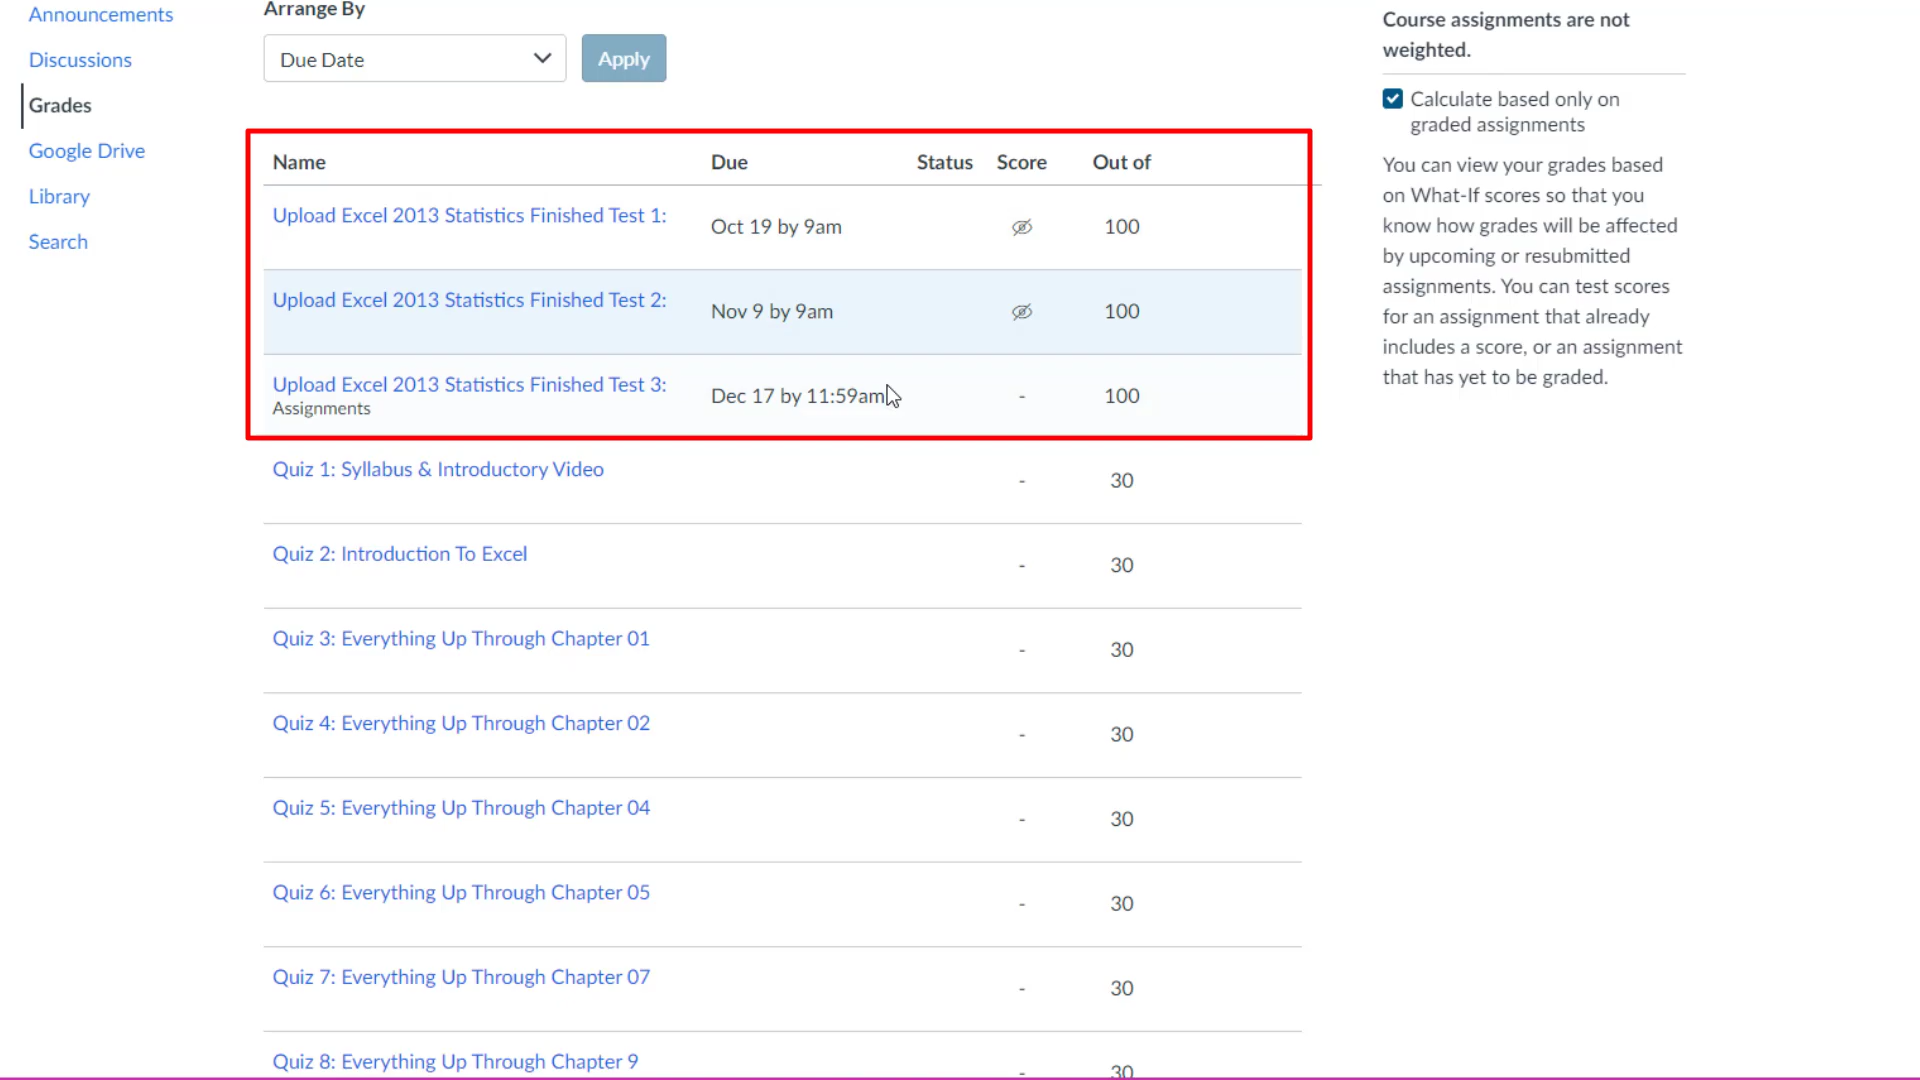 Announcements
Discussions
Grades
Google Drive
Library
Search
Arrange By
Due Date
Apply
Name Due Status Score Out of
Upload Excel 2013 Statistics Finished Test 1:
Oct 19 by 9am 100
Upload Excel 2013 Statistics Finished Test 2:
Nov 9 by 9am 100
Upload Excel 2013 Statistics Finished Test 3:
Assignments
Dec 17 by 11:59am - 100
Quiz 1: Syllabus & Introductory Video
- 30
Quiz 2: Introduction To Excel
- 30
Quiz 3: Everything Up Through Chapter 01
- 30
Quiz 4: Everything Up Through Chapter 02
- 30
Quiz 5: Everything Up Through Chapter 04
- 30
Quiz 6: Everything Up Through Chapter 05
- 30
Quiz 7: Everything Up Through Chapter 07
- 30
Quiz 8: Everything Up Through Chapter 9
- 30
Course assignments are not
weighted.
Calculate based only on
graded assignments
You can view your grades based
on What-If scores so that you
know how grades will be affected
by upcoming or resubmitted
assignments. You can test scores
for an assignment that already
includes a score, or an assignment
that has yet to be graded.